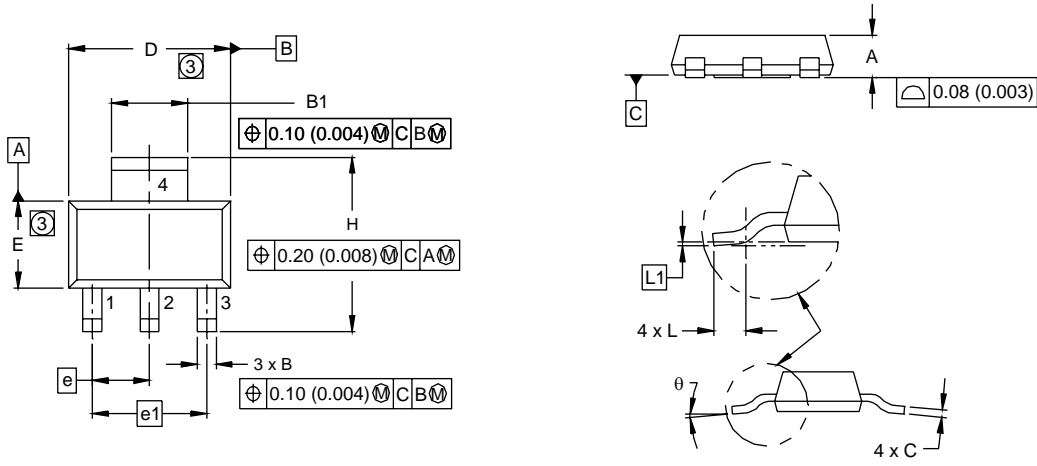 D
B
③
B1
⌖ 0.10 (0.004) Ⓜ C B Ⓜ
A
4
③
E
H
⌖ 0.20 (0.008) Ⓜ C A Ⓜ
1
2
3
3 x B
e
⌖ 0.10 (0.004) Ⓜ C B Ⓜ
e1
A
C
⌓ 0.08 (0.003)
L1
4 x L
θ
4 x C